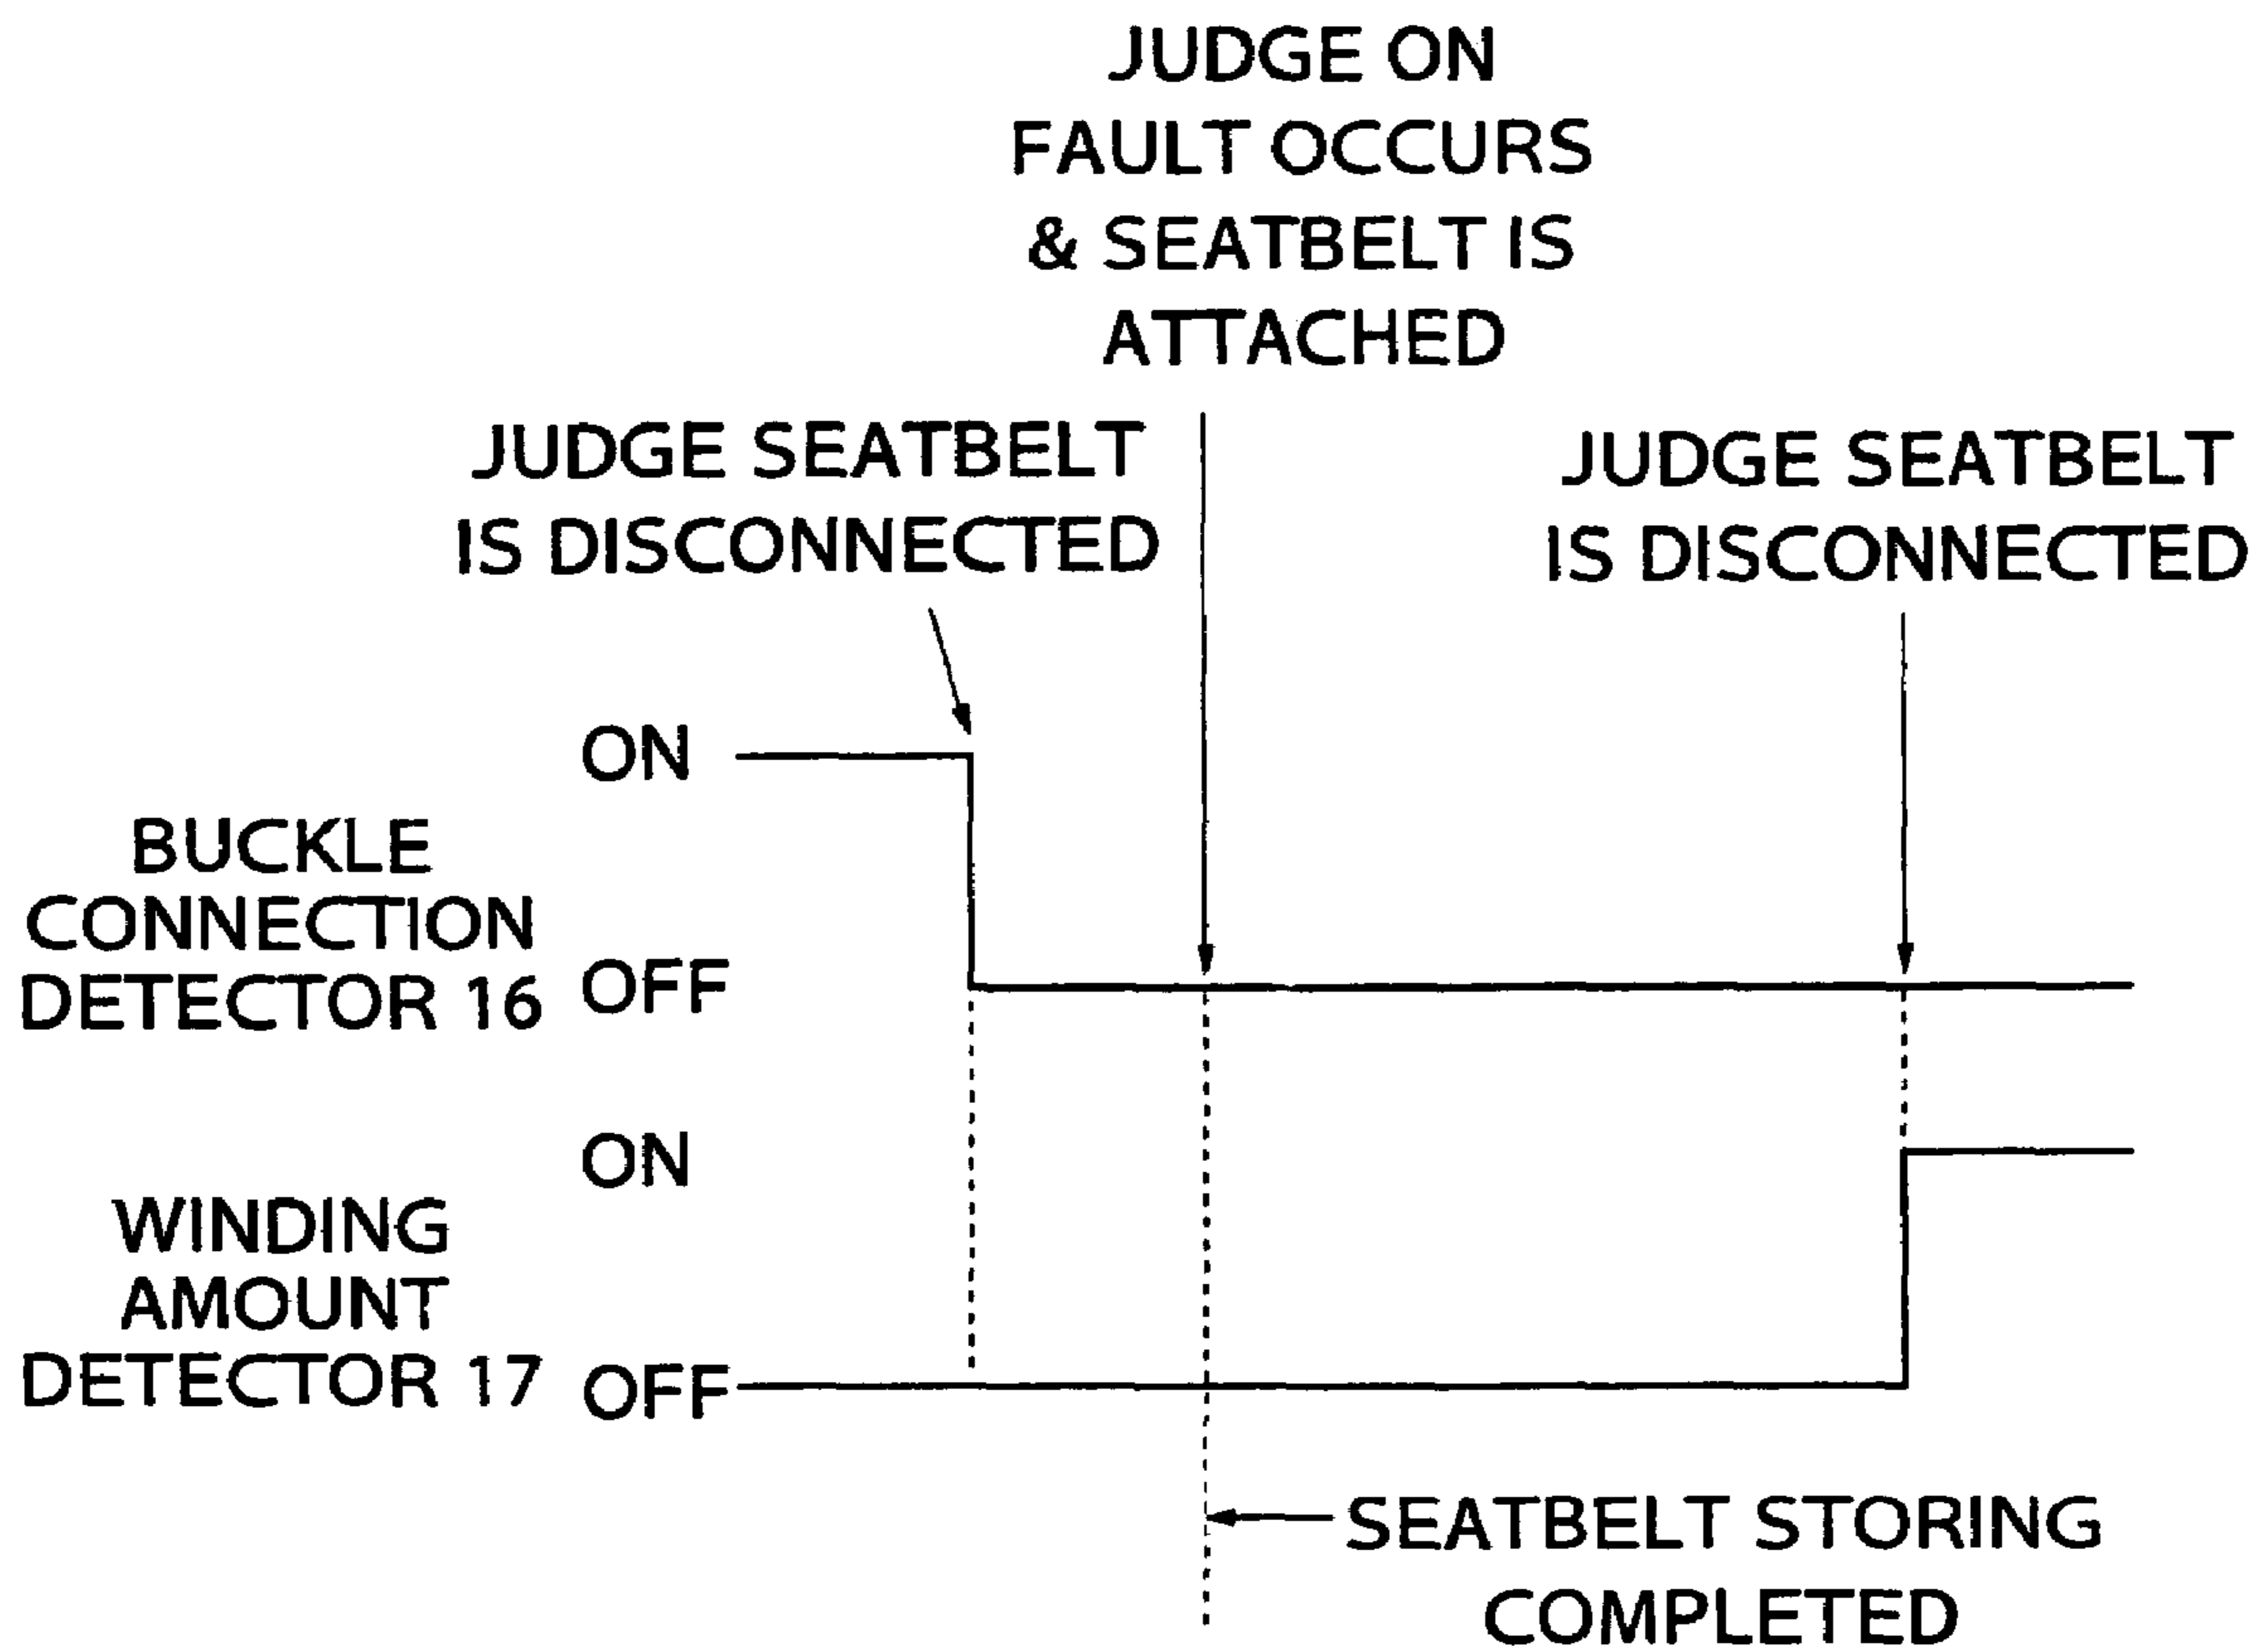 JUDGE ON
FAULT OCCURS
& SEATBELT IS
ATTACHED
JUDGE SEATBELT
IS DISCONNECTED
JUDGE SEATBELT
IS DISCONNECTED
ON
BUCKLE
CONNECTION
DETECTOR 16
OFF
ON
WINDING
AMOUNT
DETECTOR 17
OFF
SEATBELT STORING
COMPLETED